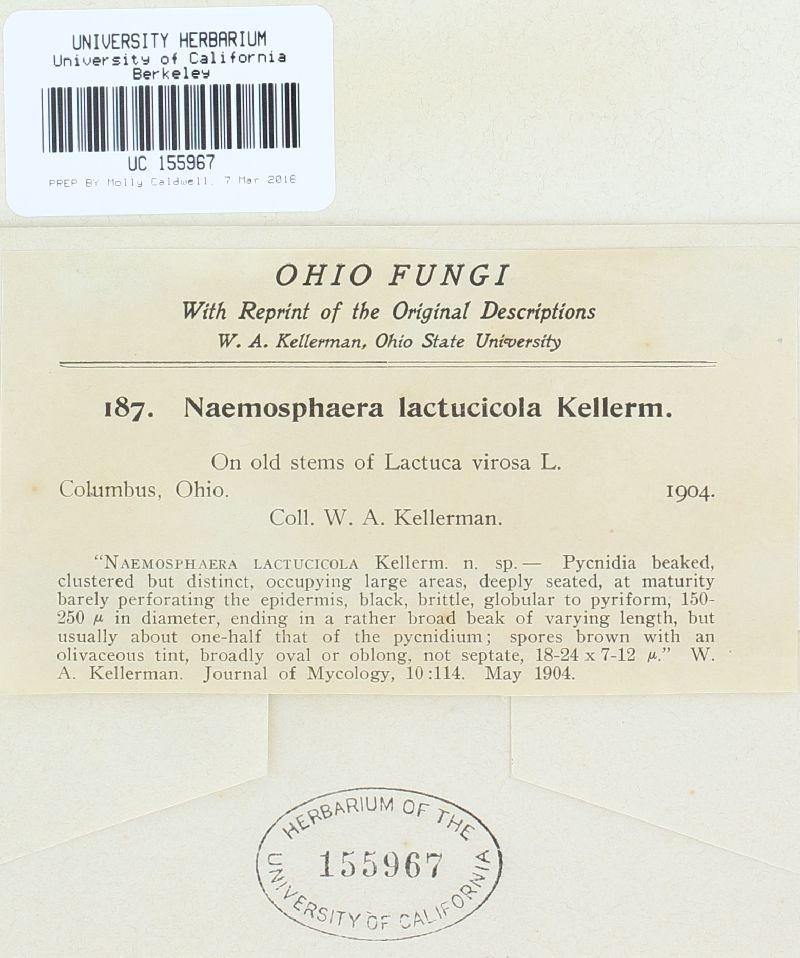 UNIVERSITY HERBARIUM
University of California
Berkeley
UC 155967
PREP BY Molly Caldwell, 7 Mar 2016
OHIO FUNGI
With Reprint of the Original Descriptions
W. A. Kellerman, Ohio State University
187. Naemosphaera lactucicola Kellerm.
On old stems of Lactuca virosa L.
Columbus, Ohio. 1904.
Coll. W. A. Kellerman.
"NAEMOSPHAERA LACTUCICOLA Kellerm. n. sp.— Pycnidia beaked,
clustered but distinct, occupying large areas, deeply seated, at maturity
barely perforating the epidermis, black, brittle, globular to pyriform, 150-
250 μ in diameter, ending in a rather broad beak of varying length, but
usually about one-half that of the pycnidium; spores brown with an
olivaceous tint, broadly oval or oblong, not septate, 18-24 x 7-12 μ." W.
A. Kellerman. Journal of Mycology, 10:114. May 1904.
HERBARIUM OF THE
155967
UNIVERSITY OF CALIFORNIA